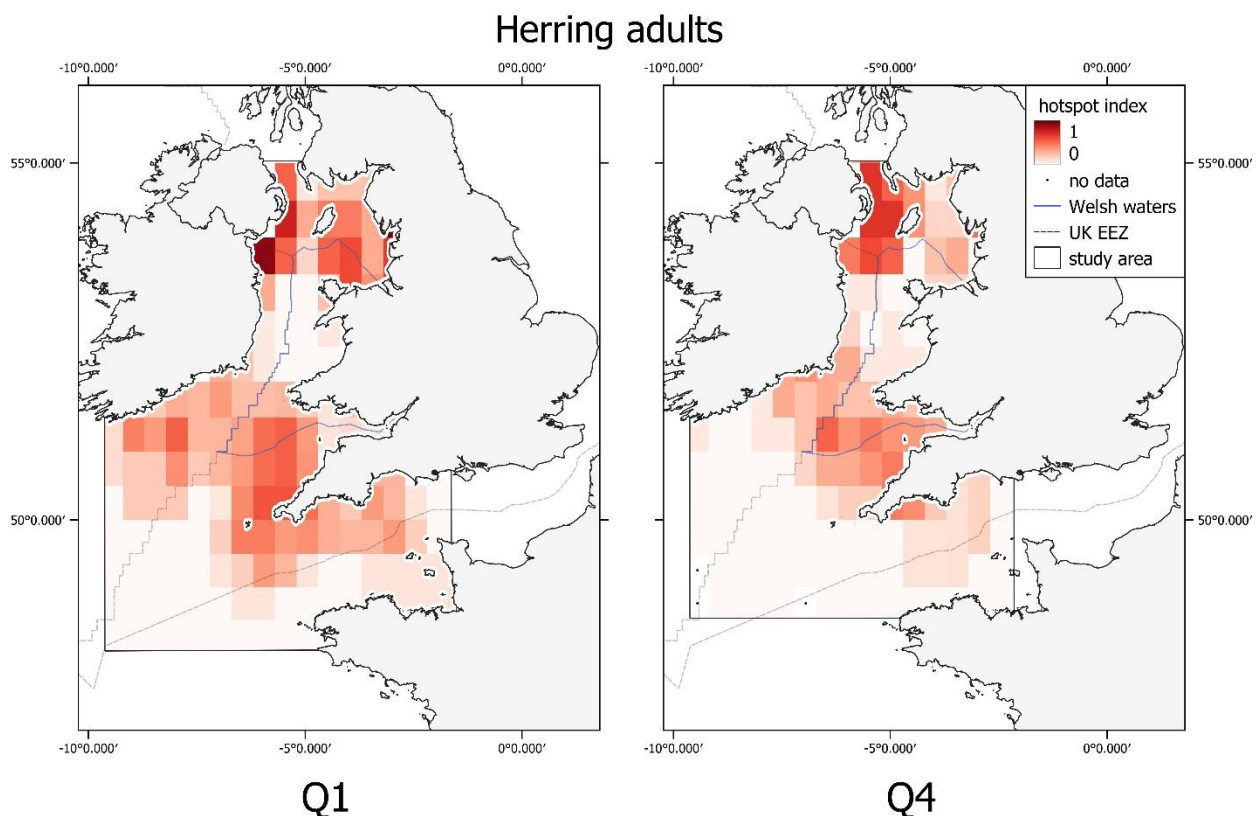 Herring adults
-10°0.000′ -5°0.000′ 0°0.000′ -10°0.000′ -5°0.000′ 0°0.000′
hotspot index
1
0
no data
Welsh waters
UK EEZ
study area
55°0.000′ 55°0.000′
50°0.000′ 50°0.000′
-10°0.000′ -5°0.000′ 0°0.000′ -10°0.000′ -5°0.000′ 0°0.000′
Q1 Q4